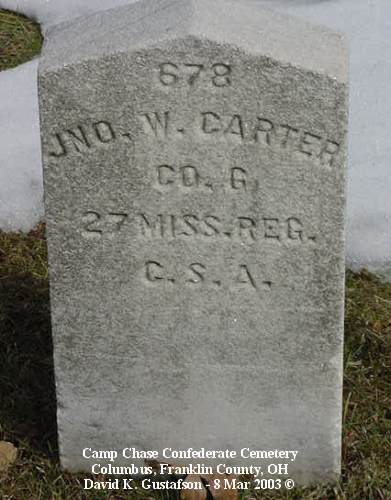 678
JNO. W. CARTER
CO. G.
27 MISS. REG.
C. S. A.
Camp Chase Confederate Cemetery
Columbus, Franklin County, OH
David K. Gustafson - 8 Mar 2003 ©